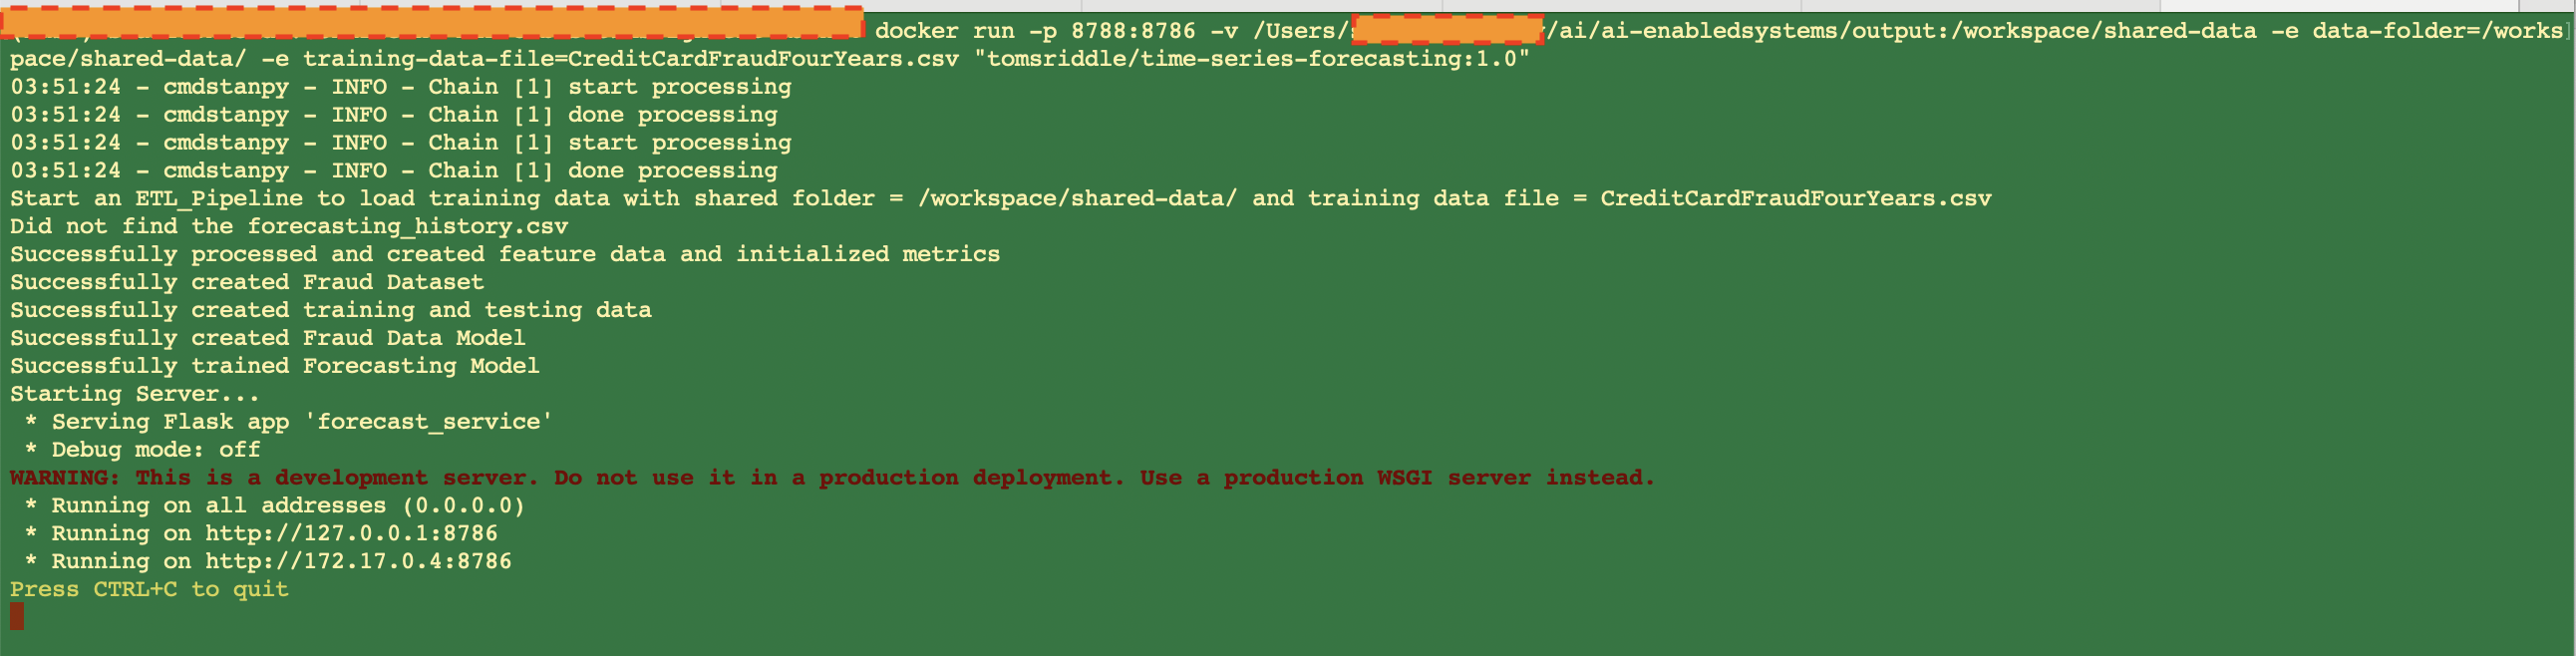 docker run -p 8788:8786 -v /Users/ /ai/ai-enabledsystems/output:/workspace/shared-data -e data-folder=/works
pace/shared-data/ -e training-data-file=CreditCardFraudFourYears.csv "tomsriddle/time-series-forecasting:1.0"
03:51:24 - cmdstanpy - INFO - Chain [1] start processing
03:51:24 - cmdstanpy - INFO - Chain [1] done processing
03:51:24 - cmdstanpy - INFO - Chain [1] start processing
03:51:24 - cmdstanpy - INFO - Chain [1] done processing
Start an ETL_Pipeline to load training data with shared folder = /workspace/shared-data/ and training data file = CreditCardFraudFourYears.csv
Did not find the forecasting_history.csv
Successfully processed and created feature data and initialized metrics
Successfully created Fraud Dataset
Successfully created training and testing data
Successfully created Fraud Data Model
Successfully trained Forecasting Model
Starting Server...
 * Serving Flask app 'forecast_service'
 * Debug mode: off
WARNING: This is a development server. Do not use it in a production deployment. Use a production WSGI server instead.
 * Running on all addresses (0.0.0.0)
 * Running on http://127.0.0.1:8786
 * Running on http://172.17.0.4:8786
Press CTRL+C to quit